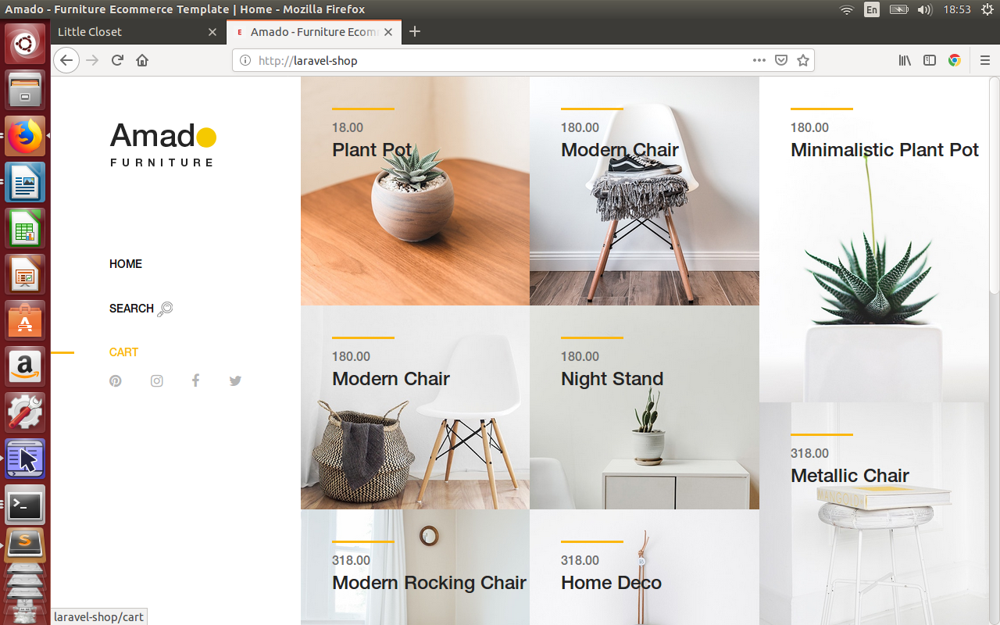 Amado - Furniture Ecommerce Template | Home - Mozilla Firefox
En
18:53
Little Closet
E
Amado - Furniture Ecom
http://laravel-shop
Amado
FURNITURE
HOME
SEARCH
CART
18.00
Plant Pot
180.00
Modern Chair
180.00
Minimalistic Plant Pot
180.00
Modern Chair
180.00
Night Stand
318.00
Metallic Chair
318.00
Modern Rocking Chair
318.00
Home Deco
laravel-shop/cart